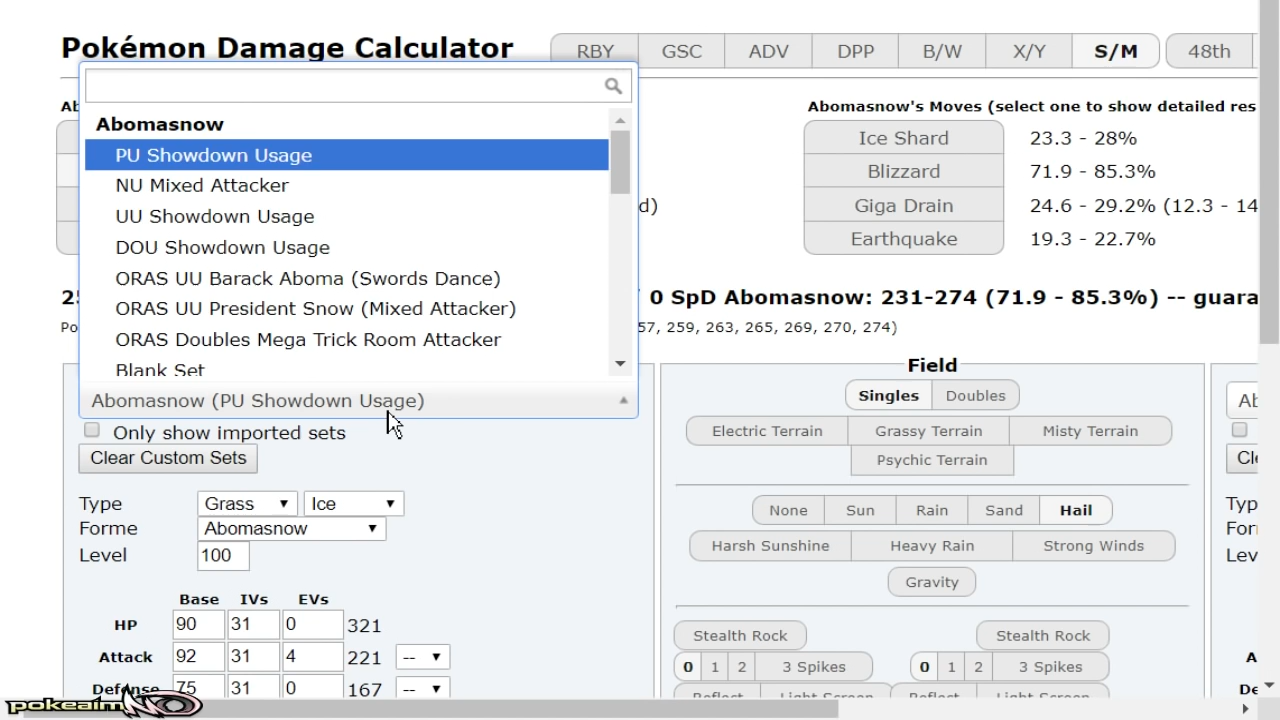 Pokémon Damage Calculator
RBY GSC ADV DPP B/W X/Y S/M 48th
Abomasnow
PU Showdown Usage
NU Mixed Attacker
UU Showdown Usage
DOU Showdown Usage
ORAS UU Barack Aboma (Swords Dance)
ORAS UU President Snow (Mixed Attacker)
ORAS Doubles Mega Trick Room Attacker
Blank Set
Abomasnow (PU Showdown Usage)
Only show imported sets
Clear Custom Sets
Type Grass Ice
Forme Abomasnow
Level 100
Base IVs EVs
HP 90 31 0 321
Attack 92 31 4 221 --
Defense 75 31 0 167 --
Abomasnow's Moves (select one to show detailed res
Ice Shard 23.3 - 28%
Blizzard 71.9 - 85.3%
d) Giga Drain 24.6 - 29.2% (12.3 - 14
Earthquake 19.3 - 22.7%
0 SpD Abomasnow: 231-274 (71.9 - 85.3%) -- guara
57, 259, 263, 265, 269, 270, 274)
Field
Singles Doubles
Electric Terrain Grassy Terrain Misty Terrain
Psychic Terrain
None Sun Rain Sand Hail
Harsh Sunshine Heavy Rain Strong Winds
Gravity
Stealth Rock Stealth Rock
0 1 2 3 Spikes 0 1 2 3 Spikes
Reflect Light Screen Reflect Light Screen
pokeaimMD